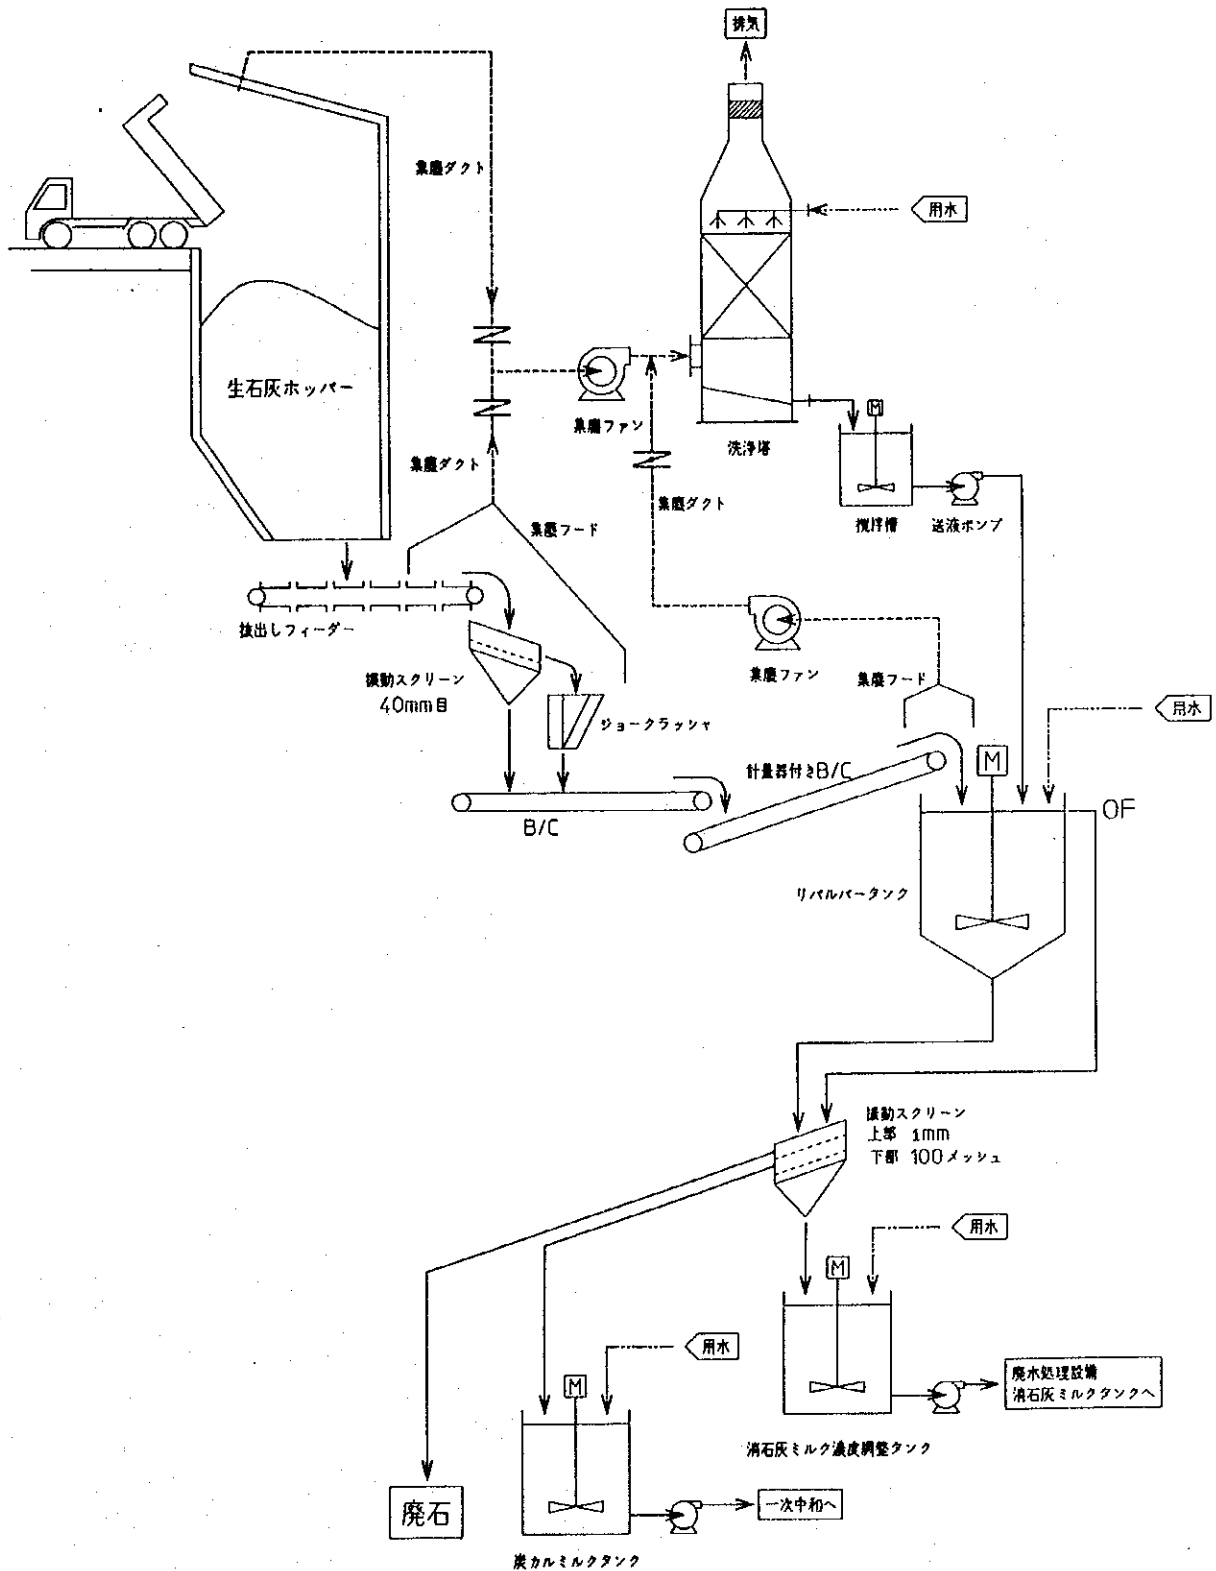 排気
集塵ダクト
用水
生石灰ホッパー
集塵ファン
洗浄塔
M
集塵ダクト
集塵ダクト
集塵フード
攪拌槽
送液ポンプ
抜出しフィーダー
振動スクリーン
40mm目
集塵ファン
集塵フード
用水
ジョークラッシャ
M
計量器付きB/C
B/C
OF
リパルパータンク
振動スクリーン
上部 1mm
下部 100メッシュ
用水
M
用水
M
廃水処理設備
消石灰ミルクタンクへ
消石灰ミルク濃度調整タンク
廃石
一次中和へ
炭カルミルクタンク